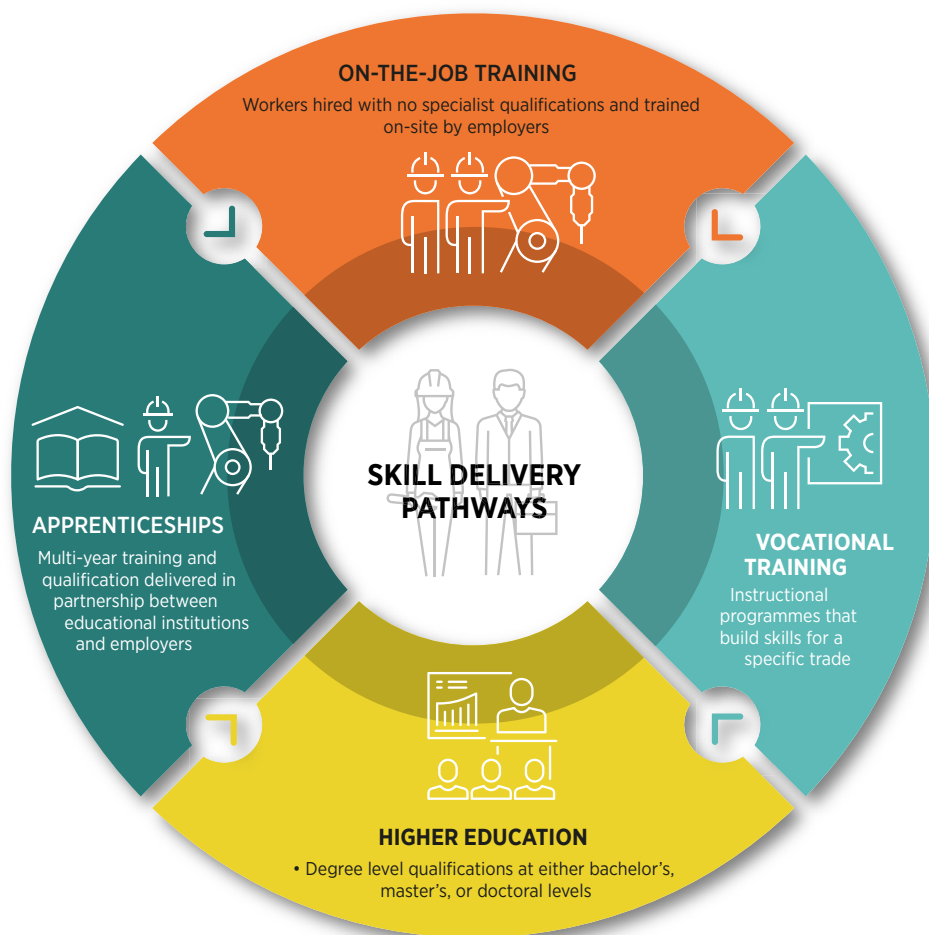 ON-THE-JOB TRAINING
Workers hired with no specialist qualifications and trained
on-site by employers
SKILL DELIVERY
PATHWAYS
APPRENTICESHIPS
Multi-year training and
qualification delivered in
partnership between
educational institutions
and employers
VOCATIONAL
TRAINING
Instructional
programmes that
build skills for a
specific trade
HIGHER EDUCATION
• Degree level qualifications at either bachelor’s,
master’s, or doctoral levels